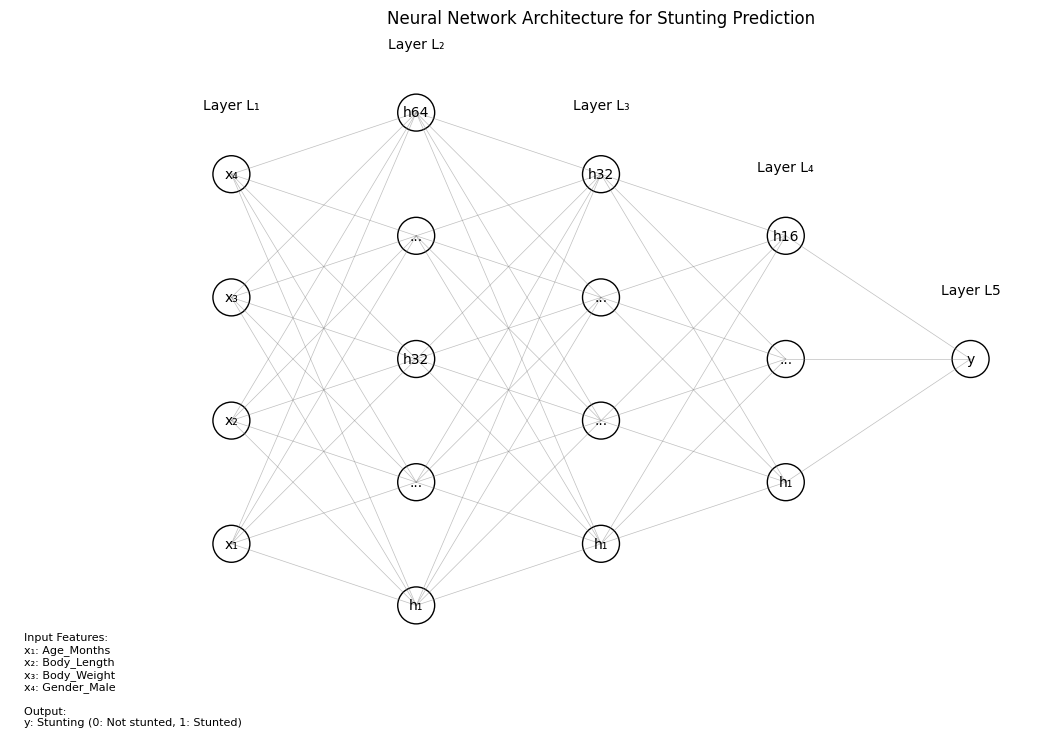 Neural Network Architecture for Stunting Prediction
Layer L₂
Layer L₁
Layer L₃
Layer L₄
Layer L5
h64
x₄
h32
...
h16
x₃
...
h32
...
y
x₂
...
...
h₁
x₁
h₁
h₁
Input Features:
x₁: Age_Months
x₂: Body_Length
x₃: Body_Weight
x₄: Gender_Male
Output:
y: Stunting (0: Not stunted, 1: Stunted)